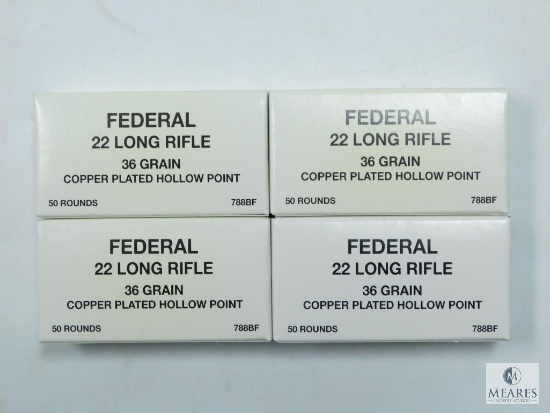 FEDERAL
22 LONG RIFLE
36 GRAIN
COPPER PLATED HOLLOW POINT
50 ROUNDS 788BF
FEDERAL
22 LONG RIFLE
36 GRAIN
COPPER PLATED HOLLOW POINT
50 ROUNDS 788BF
FEDERAL
22 LONG RIFLE
36 GRAIN
COPPER PLATED HOLLOW POINT
50 ROUNDS 788BF
FEDERAL
22 LONG RIFLE
36 GRAIN
COPPER PLATED HOLLOW POINT
50 ROUNDS 788BF
M
MEARES